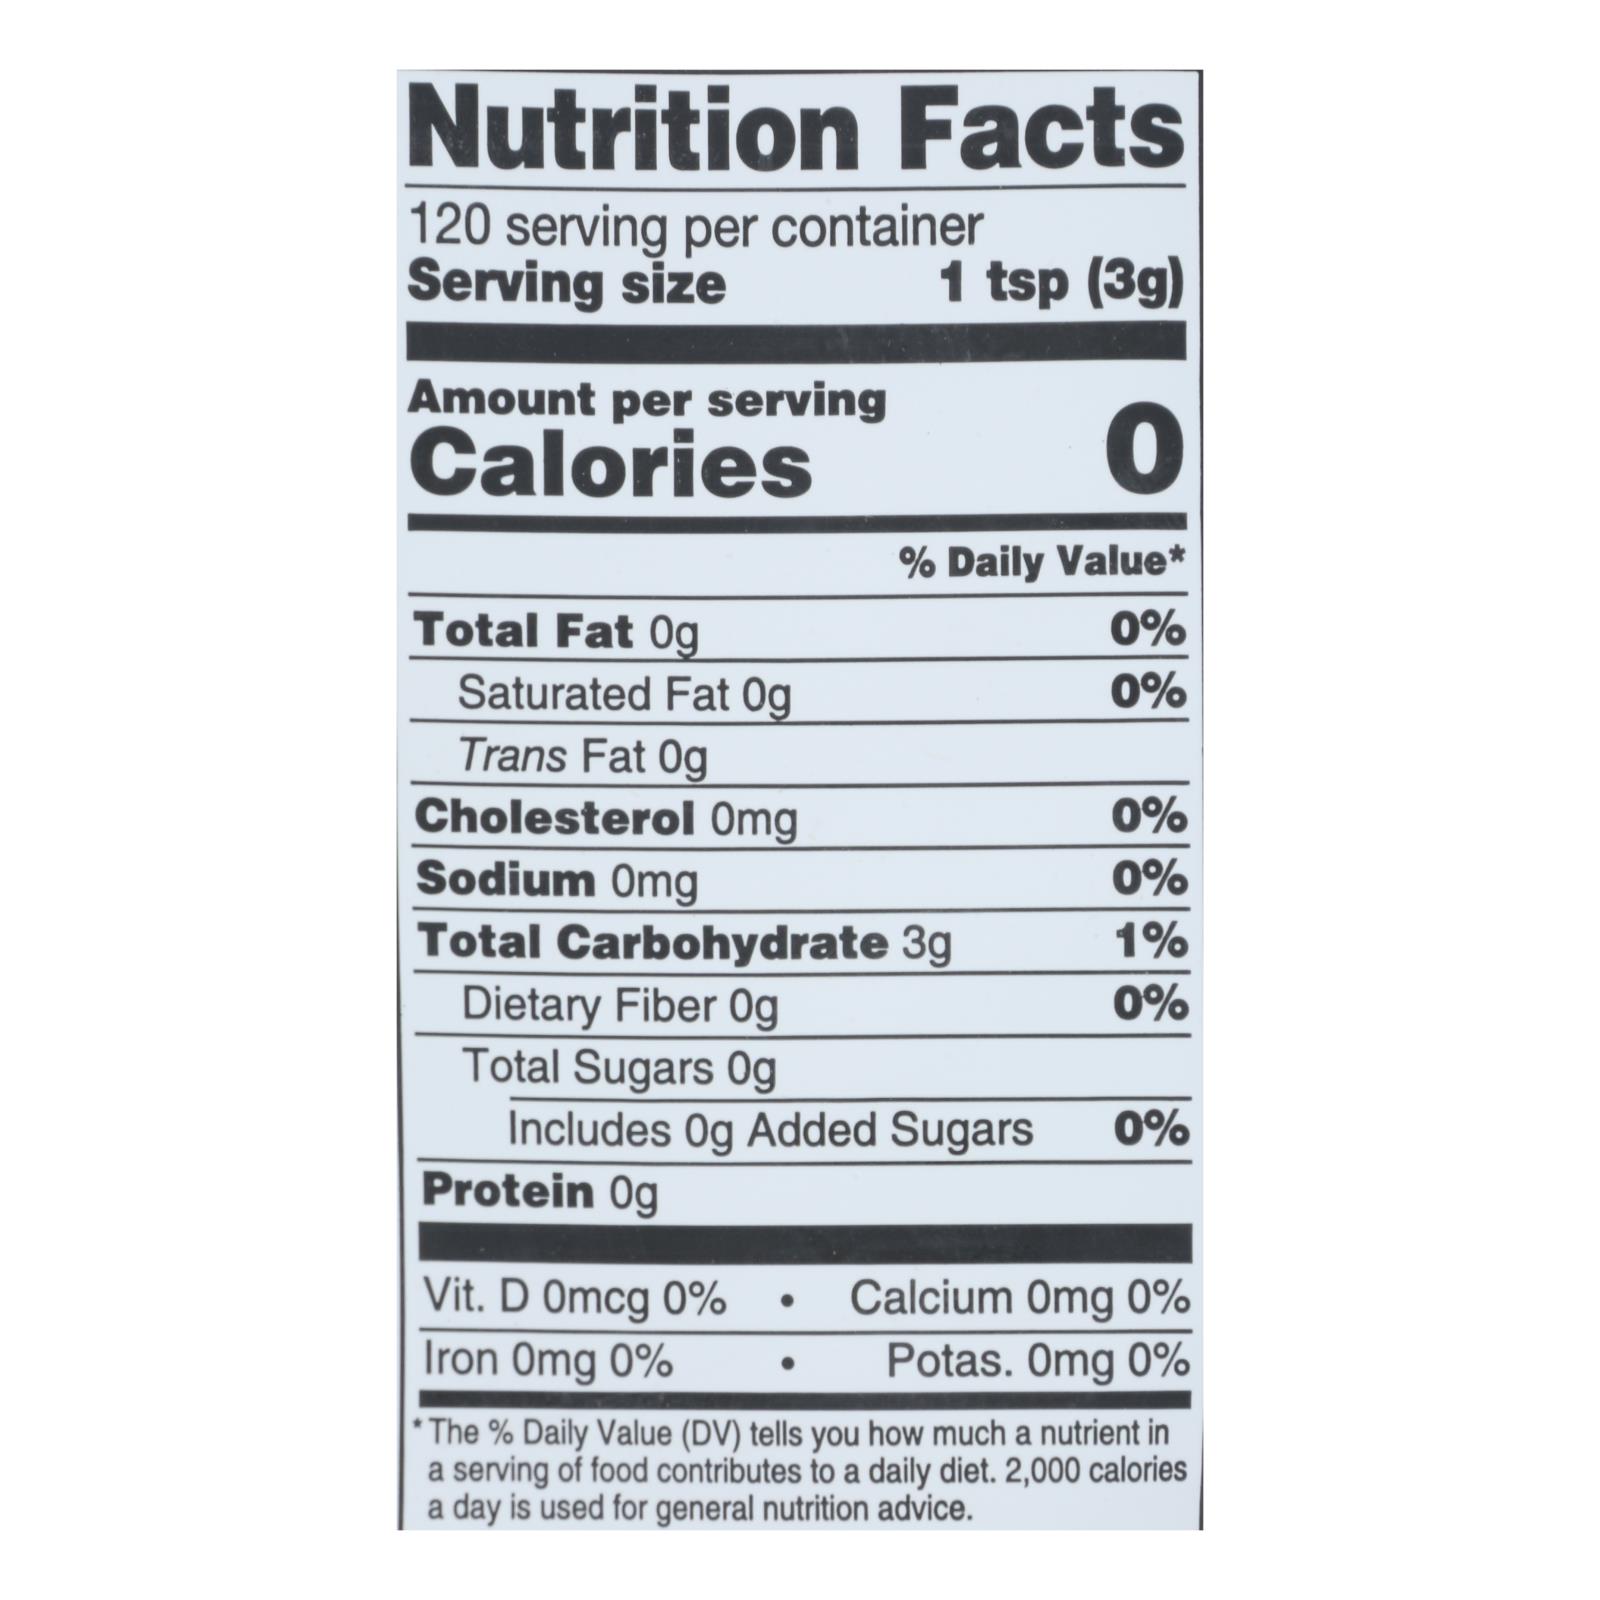 Nutrition Facts
120 serving per container
Serving size 1 tsp (3g)
Amount per serving
Calories 0
% Daily Value*
Total Fat 0g 0%
Saturated Fat 0g 0%
Trans Fat 0g
Cholesterol 0mg 0%
Sodium 0mg 0%
Total Carbohydrate 3g 1%
Dietary Fiber 0g 0%
Total Sugars 0g
Includes 0g Added Sugars 0%
Protein 0g
Vit. D 0mcg 0% • Calcium 0mg 0%
Iron 0mg 0% • Potas. 0mg 0%
* The % Daily Value (DV) tells you how much a nutrient in
a serving of food contributes to a daily diet. 2,000 calories
a day is used for general nutrition advice.